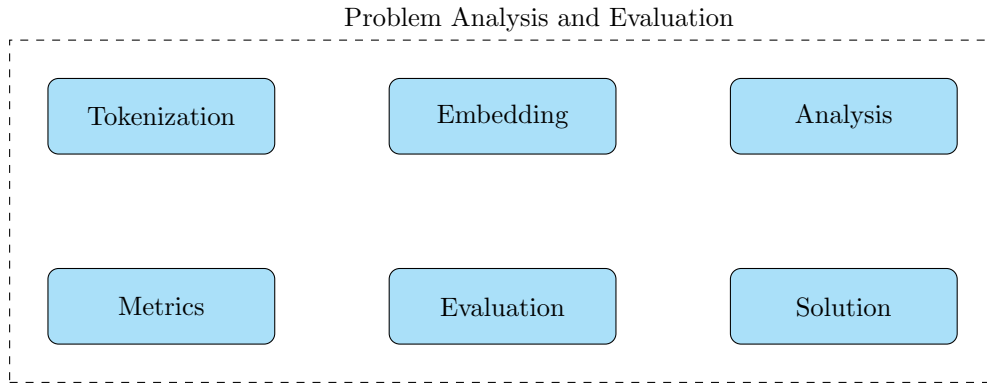 Problem Analysis and Evaluation
Tokenization
Embedding
Analysis
Metrics
Evaluation
Solution